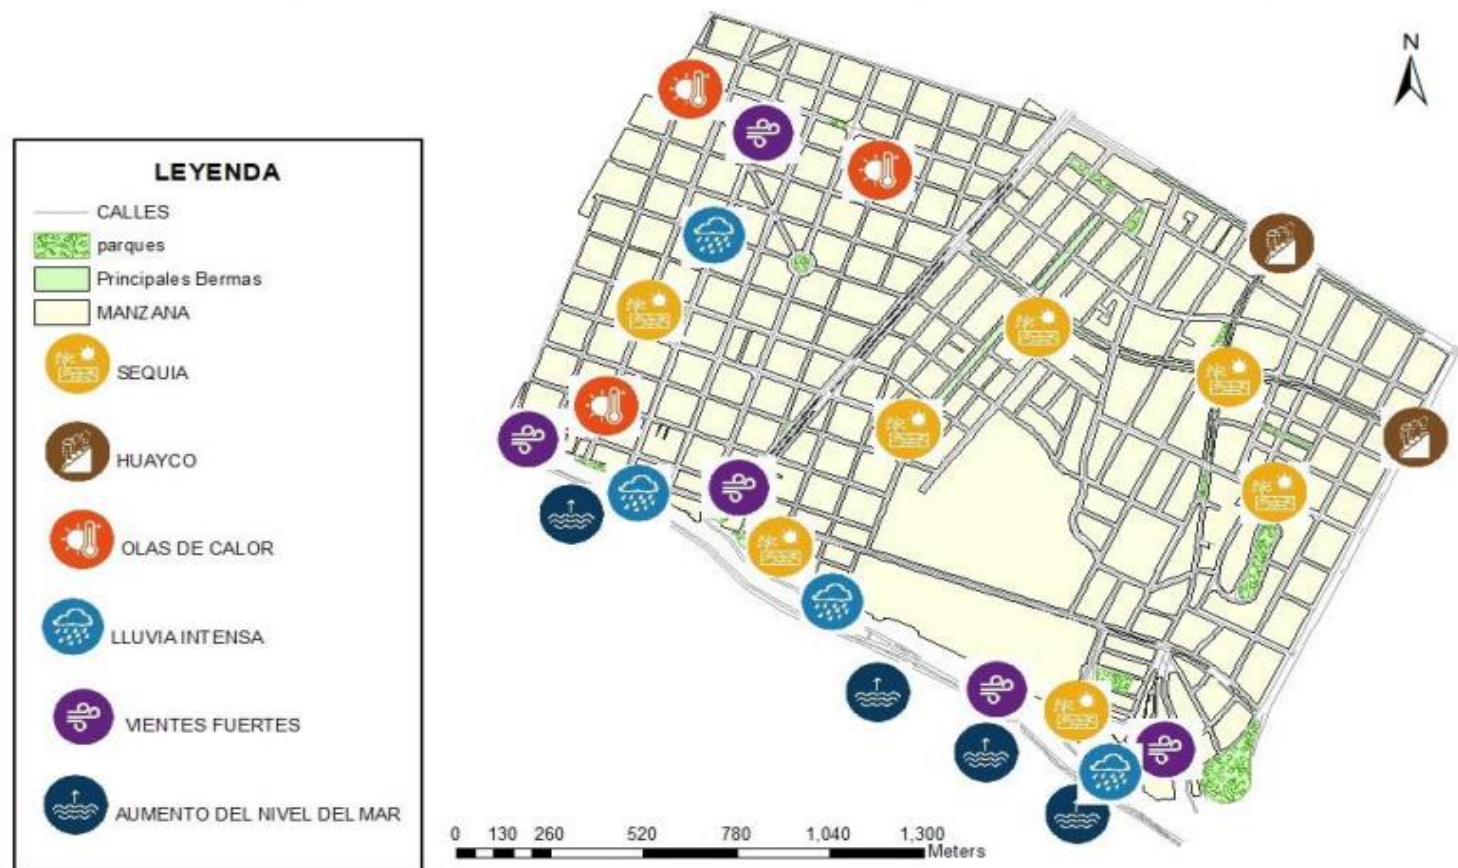 N
LEYENDA
CALLES
parques
Principales Bermas
MANZANA
SEQUIA
HUAYCO
OLAS DE CALOR
LLUVIA INTENSA
VIENTES FUERTES
AUMENTO DEL NIVEL DEL MAR
0 130 260 520 780 1,040 1,300
Meters